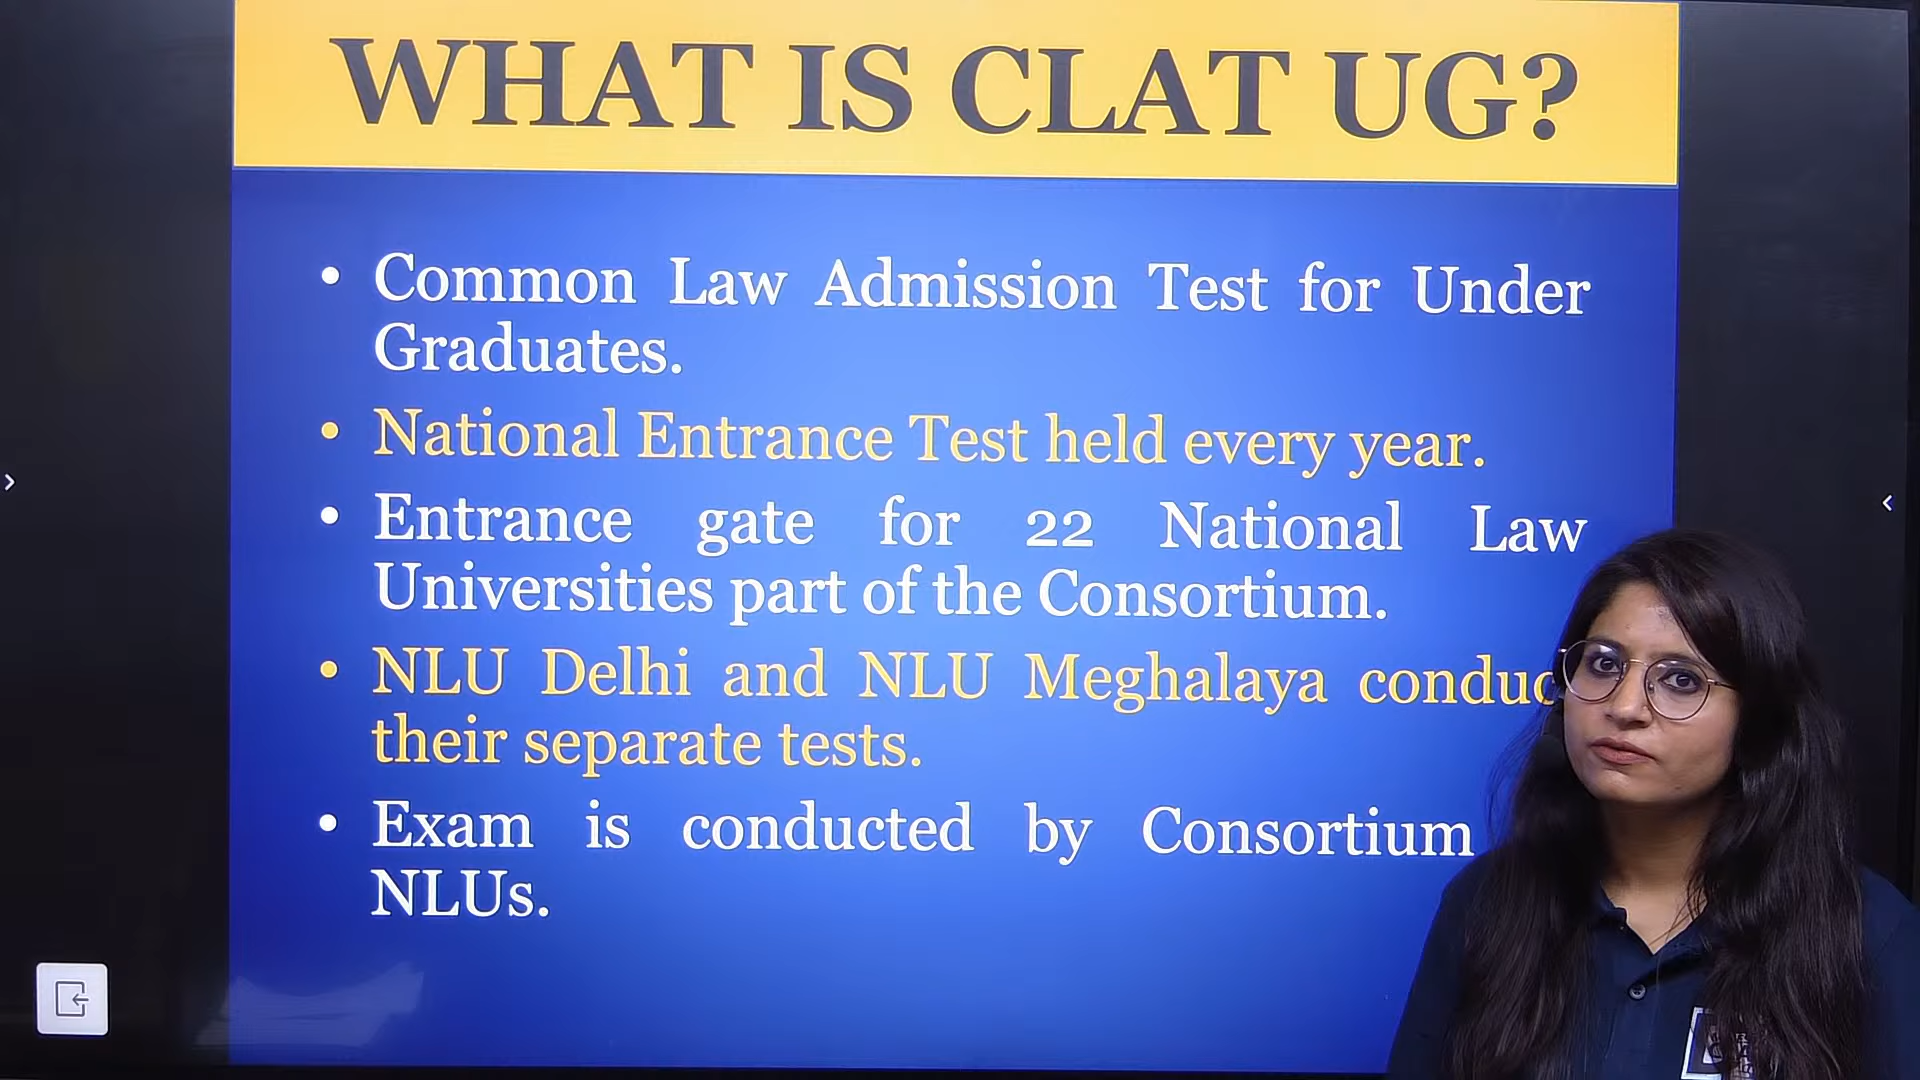 WHAT IS CLAT UG?
• Common Law Admission Test for Under
Graduates.
• National Entrance Test held every year.
• Entrance gate for 22 National Law
Universities part of the Consortium.
• NLU Delhi and NLU Meghalaya
their separate tests.
• Exam is conducted by Consortium
NLUs.